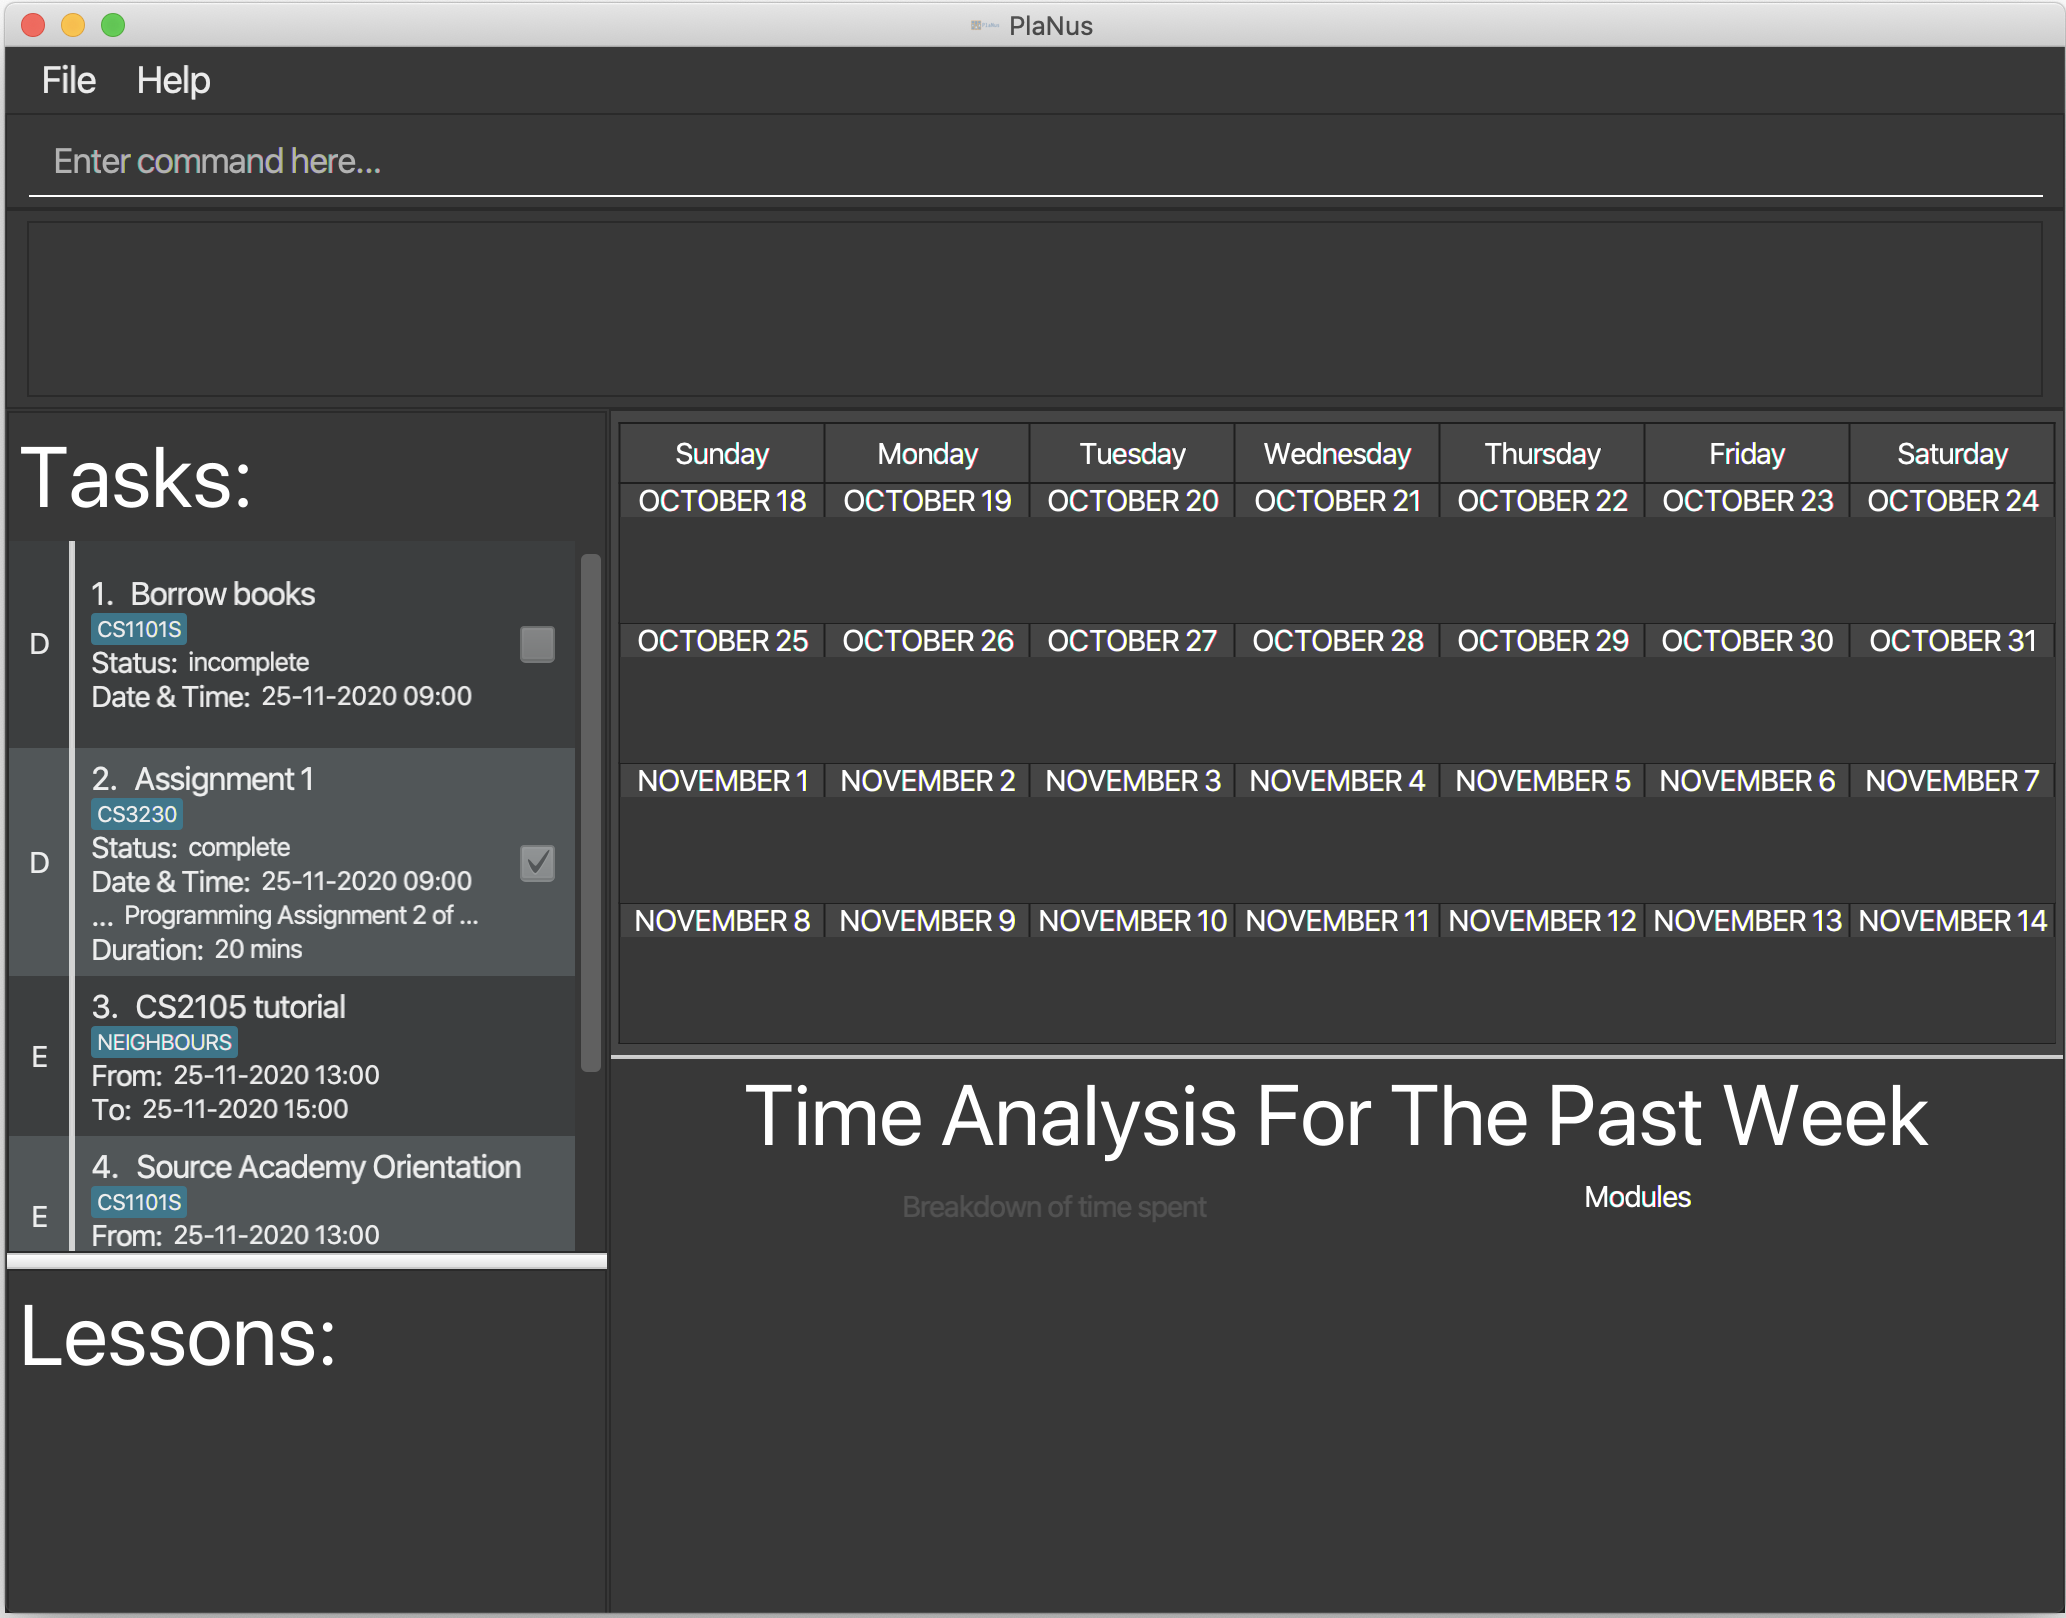 PlaNus
File Help
Enter command here...
Tasks:
D
1. Borrow books
CS1101S
Status: incomplete
Date & Time: 25-11-2020 09:00
D
2. Assignment 1
CS3230
Status: complete
Date & Time: 25-11-2020 09:00
... Programming Assignment 2 of ...
Duration: 20 mins
E
3. CS2105 tutorial
NEIGHBOURS
From: 25-11-2020 13:00
To: 25-11-2020 15:00
E
4. Source Academy Orientation
CS1101S
From: 25-11-2020 13:00
Lessons:
Sunday Monday Tuesday Wednesday Thursday Friday Saturday
OCTOBER 18 OCTOBER 19 OCTOBER 20 OCTOBER 21 OCTOBER 22 OCTOBER 23 OCTOBER 24
OCTOBER 25 OCTOBER 26 OCTOBER 27 OCTOBER 28 OCTOBER 29 OCTOBER 30 OCTOBER 31
NOVEMBER 1 NOVEMBER 2 NOVEMBER 3 NOVEMBER 4 NOVEMBER 5 NOVEMBER 6 NOVEMBER 7
NOVEMBER 8 NOVEMBER 9 NOVEMBER 10 NOVEMBER 11 NOVEMBER 12 NOVEMBER 13 NOVEMBER 14
Time Analysis For The Past Week
Breakdown of time spent
Modules